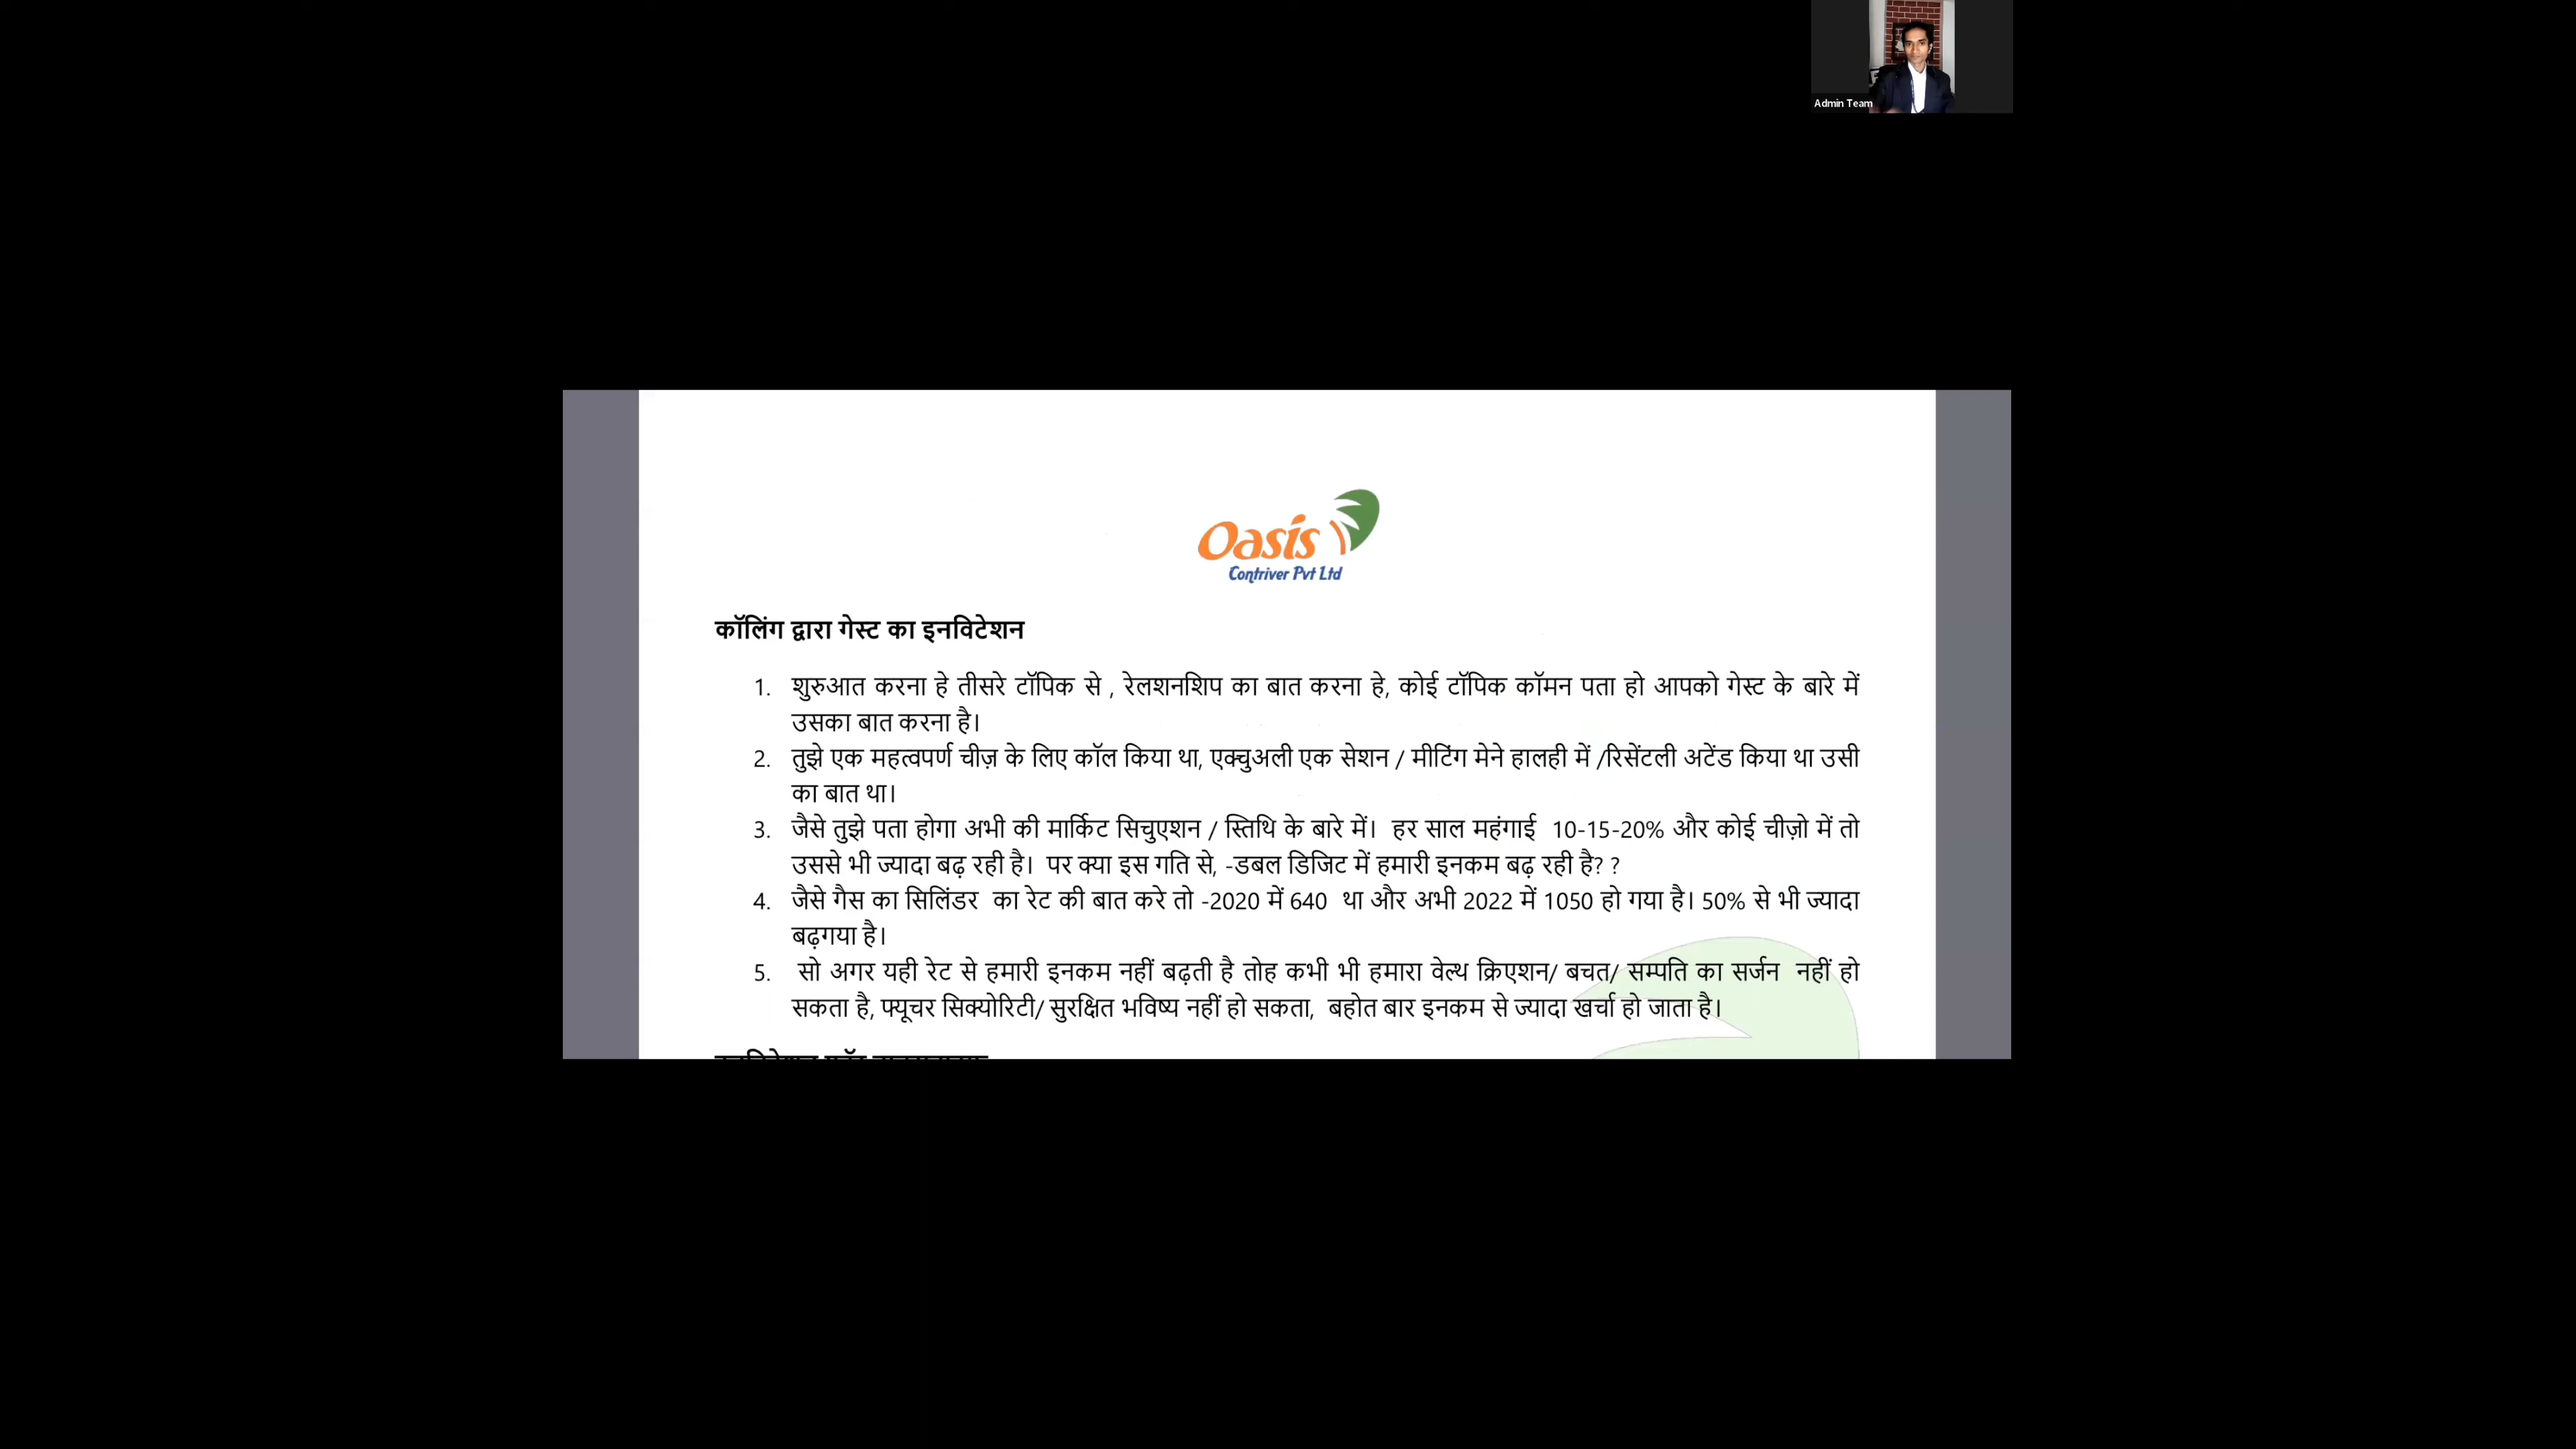 Admin Team
Oasis
Contriver Pvt Ltd
कॉलिंग द्वारा गेस्ट का इनविटेशन
1. शुरुआत करना हे तीसरे टॉपिक से , रेलशनशिप का बात करना हे, कोई टॉपिक कॉमन पता हो आपको गेस्ट के बारे में
उसका बात करना है।
2. तुझे एक महत्वपर्ण चीज़ के लिए कॉल किया था, एक्चुअली एक सेशन / मीटिंग मेने हालही में /रिसेंटली अटेंड किया था उसी
का बात था।
3. जैसे तुझे पता होगा अभी की मार्किट सिचुएशन / स्तिथि के बारे में। हर साल महंगाई 10-15-20% और कोई चीज़ो में तो
उससे भी ज्यादा बढ़ रही है। पर क्या इस गति से, -डबल डिजिट में हमारी इनकम बढ़ रही है? ?
4. जैसे गैस का सिलिंडर का रेट की बात करे तो -2020 में 640 था और अभी 2022 में 1050 हो गया है। 50% से भी ज्यादा
बढ़गया है।
5. सो अगर यही रेट से हमारी इनकम नहीं बढ़ती है तोह कभी भी हमारा वेल्थ क्रिएशन/ बचत/ सम्पति का सर्जन नहीं हो
सकता है, फ्यूचर सिक्योरिटी/ सुरक्षित भविष्य नहीं हो सकता, बहोत बार इनकम से ज्यादा खर्चा हो जाता है।